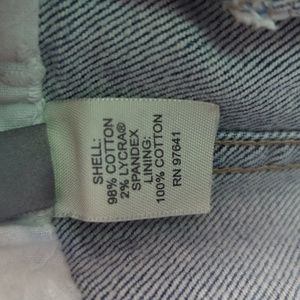 SHELL:
98% COTTON
2% LYCRA®
SPANDEX
LINING:
100% COTTON
RN 97641